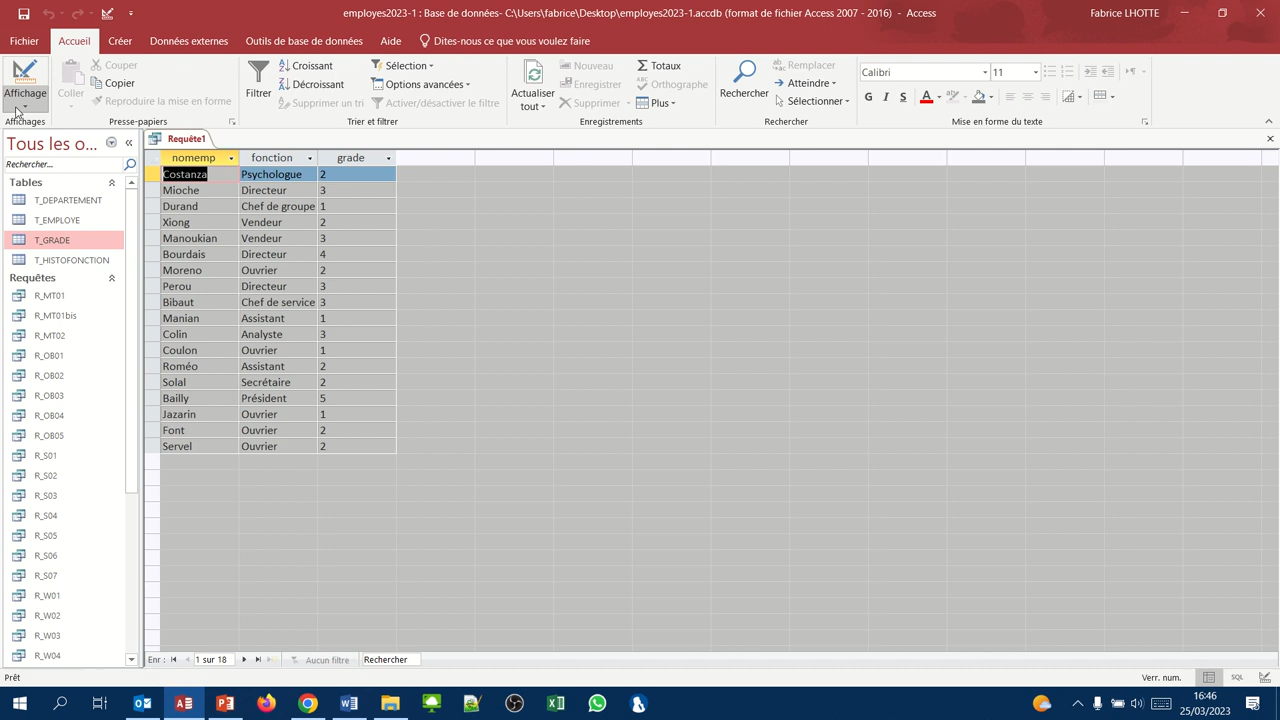 employes2023-1 : Base de données- C:\Users\fabrice\Desktop\employes2023-1.accdb (format de fichier Access 2007 - 2016) - Access
Fabrice LHOTTE
Fichier Accueil Créer Données externes Outils de base de données Aide Dites-nous ce que vous voulez faire
Affichage
Affichages
Coller
Couper
Copier
Reproduire la mise en forme
Presse-papiers
Filtrer
Croissant
Décroissant
Supprimer un tri
Sélection
Options avancées
Activer/désactiver le filtre
Trier et filtrer
Actualiser
tout
Nouveau
Enregistrer
Supprimer
Totaux
Orthographe
Plus
Enregistrements
Rechercher
Remplacer
Atteindre
Sélectionner
Rechercher
Calibri 11
G I S A
Mise en forme du texte
Tous les o...
Rechercher...
Tables
T_DEPARTEMENT
T_EMPLOYE
T_GRADE
T_HISTOFONCTION
Requêtes
R_MT01
R_MT01bis
R_MT02
R_OB01
R_OB02
R_OB03
R_OB04
R_OB05
R_S01
R_S02
R_S03
R_S04
R_S05
R_S06
R_S07
R_W01
R_W02
R_W03
R_W04
Requête1
nomemp fonction grade
Costanza Psychologue 2
Mioche Directeur 3
Durand Chef de groupe 1
Xiong Vendeur 2
Manoukian Vendeur 3
Bourdais Directeur 4
Moreno Ouvrier 2
Perou Directeur 3
Bibaut Chef de service 3
Manian Assistant 1
Colin Analyste 3
Coulon Ouvrier 1
Roméo Assistant 2
Solal Secrétaire 2
Bailly Président 5
Jazarin Ouvrier 1
Font Ouvrier 2
Servel Ouvrier 2
Enr : 1 sur 18 Aucun filtre Rechercher
Prêt
Verr. num.
SQL
16:46
25/03/2023